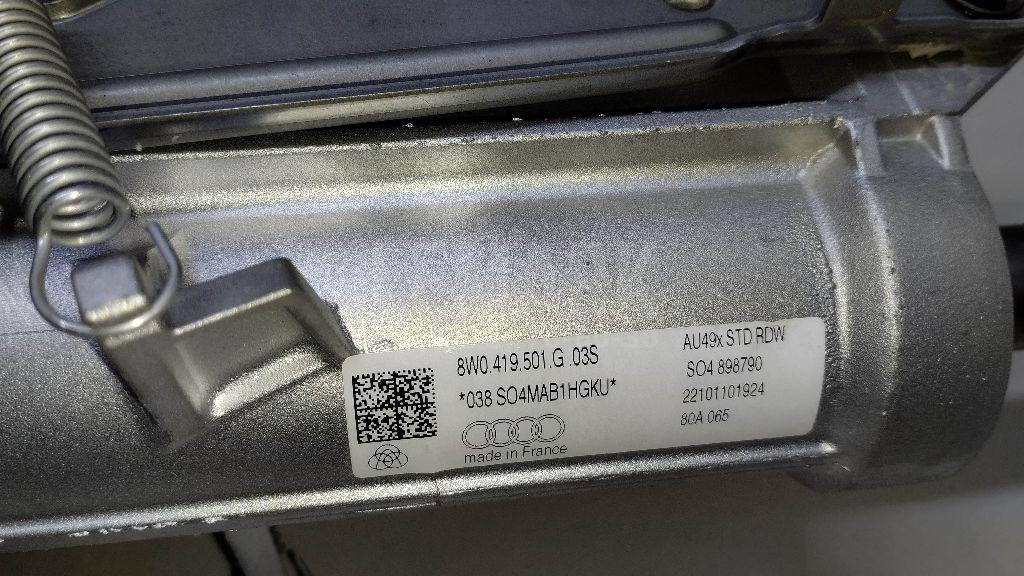 8W0.419.501.G .03S
*038 SO4MAB1HGKU*
made in France
AU49x STD RDW
SO4 898790
22101101924
80A 065